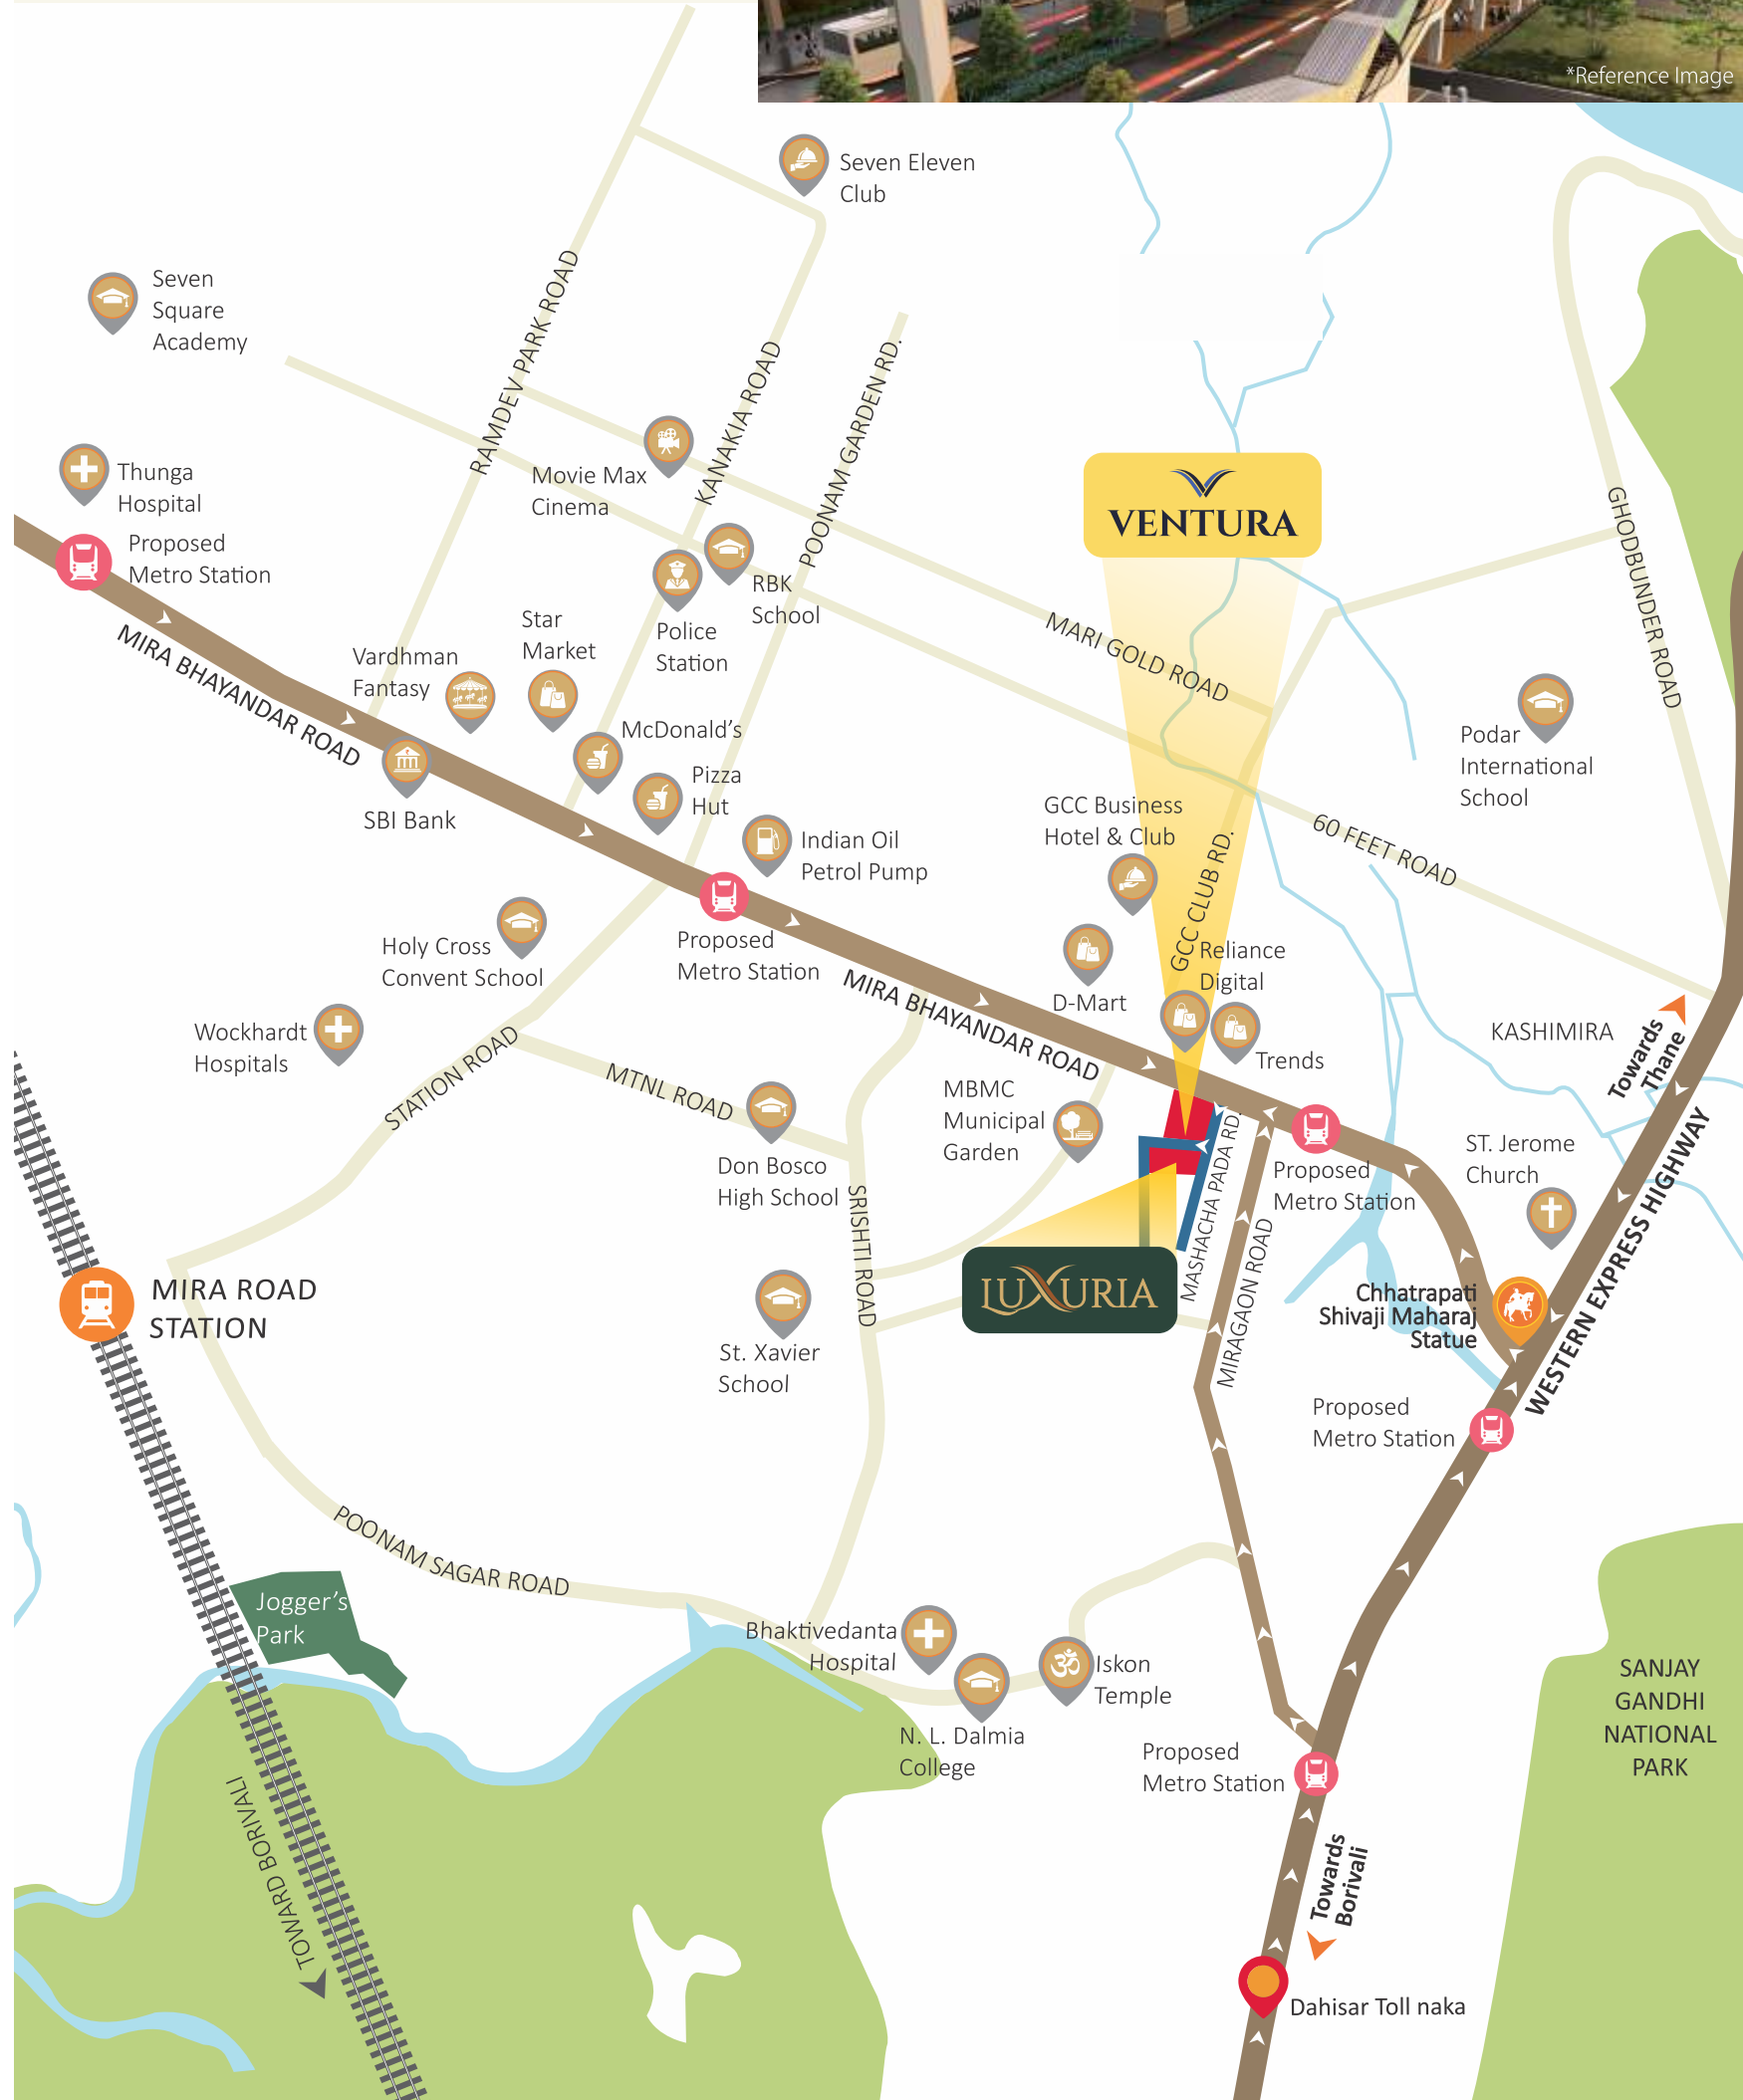 *Reference Image
Seven Eleven
Club
Seven
Square
Academy
RAMDEV PARK ROAD
KANAKIA ROAD
POONAM GARDEN RD.
Movie Max
Cinema
Thunga
Hospital
Proposed
Metro Station
VENTURA
GHODBUNDER ROAD
RBK
School
Police
Station
Star
Market
MARI GOLD ROAD
MIRA BHAYANDAR ROAD
Vardhman
Fantasy
McDonald's
Pizza
Hut
Podar
International
School
SBI Bank
Indian Oil
Petrol Pump
GCC Business
Hotel & Club
60 FEET ROAD
GCC CLUB RD.
Holy Cross
Convent School
Proposed
Metro Station
Reliance
Digital
D-Mart
MIRA BHAYANDAR ROAD
Wockhardt
Hospitals
Trends
KASHIMIRA
Towards
Thane
STATION ROAD
MTNL ROAD
MBMC
Municipal
Garden
MASHACHA PADA RD.
ST. Jerome
Church
Don Bosco
High School
Proposed
Metro Station
WESTERN EXPRESS HIGHWAY
SRISHTI ROAD
MIRAGAON ROAD
LUXURIA
MIRA ROAD
STATION
Chhatrapati
Shivaji Maharaj
Statue
St. Xavier
School
Proposed
Metro Station
POONAM SAGAR ROAD
Jogger's
Park
Bhaktivedanta
Hospital
Iskon
Temple
N. L. Dalmia
College
SANJAY
GANDHI
NATIONAL
PARK
Proposed
Metro Station
TOWARD BORIVALI
Towards
Borivali
Dahisar Toll naka